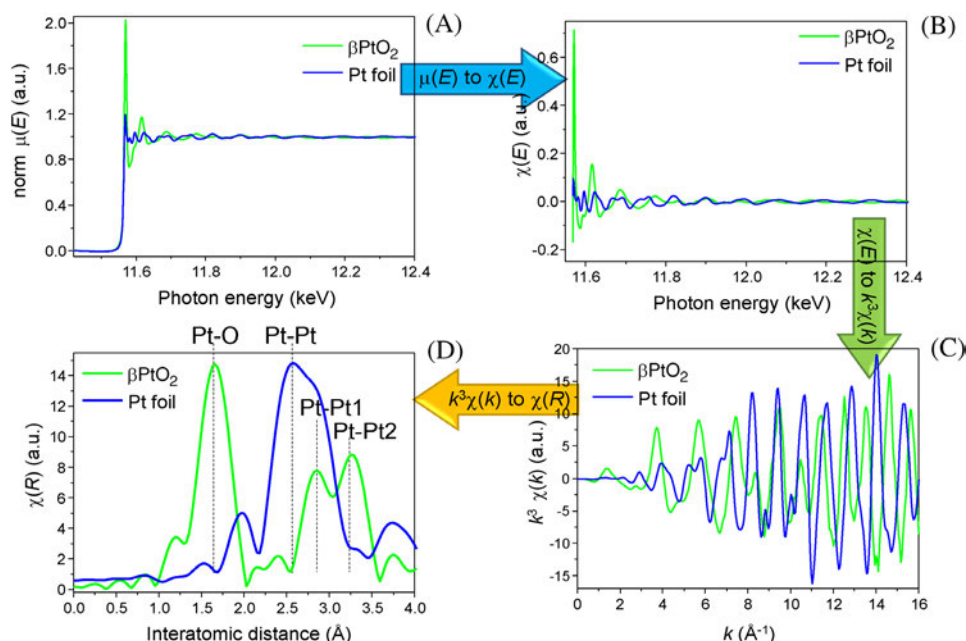 (A)
2.0
1.6
1.2
0.8
0.4
0.0
norm μ(E) (a.u.)
βPtO₂
Pt foil
11.6 11.8 12.0 12.2 12.4
Photon energy (keV)
μ(E) to χ(E)
(B)
0.6
0.4
0.2
0.0
-0.2
χ(E) (a.u.)
βPtO₂
Pt foil
11.6 11.8 12.0 12.2 12.4
Photon energy (keV)
χ(E) to k³χ(k)
(C)
20
15
10
5
0
-5
-10
-15
k³ χ(k) (a.u.)
βPtO₂
Pt foil
0 2 4 6 8 10 12 14 16
k (Å⁻¹)
k³χ(k) to χ(R)
(D)
Pt-O Pt-Pt
βPtO₂
Pt foil
Pt-Pt1
Pt-Pt2
14
12
10
8
6
4
2
0
χ(R) (a.u.)
0.0 0.5 1.0 1.5 2.0 2.5 3.0 3.5 4.0
Interatomic distance (Å)